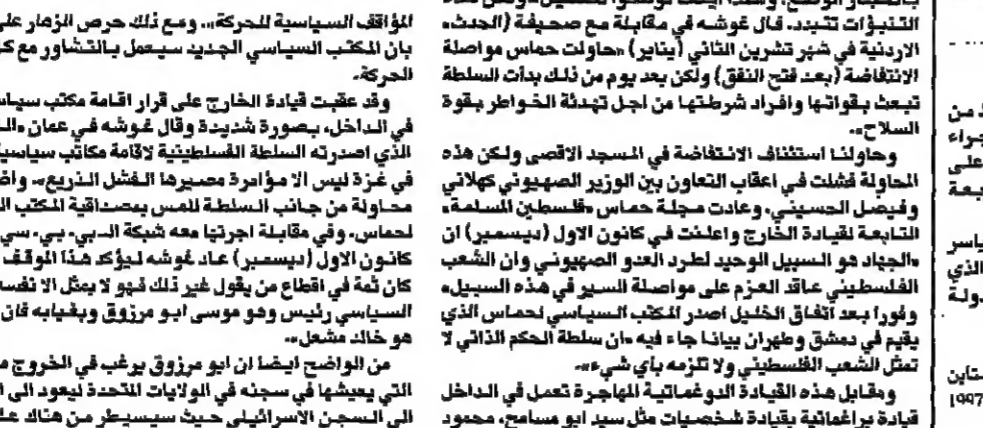 التنبؤات تتبدد. قال غوشه في مقابلة مع صحيفة (الحدث)
الاردنية في شهر تشرين الثاني (يناير) «حاولت حماس مواصلة
الانتفاضة (بعد فتح النفق) ولكن بعد يوم من ذلك بدأت السلطة
تبعث بقواتها وافراد شرطتها من اجل تهدئة الخواطر بقوة
السلاح».
وحاولنا استئناف الانتفاضة في المسجد الاقصى ولكن هذه
المحاولة فشلت في اعقاب التعاون بين الوزير الصهيوني كهلاني
وفيصل الحسيني. وعادت مجلة حماس «فلسطين المسلمة»
التابعة لقيادة الخارج واعلنت في كانون الاول (ديسمبر) ان
«الجهاد هو السبيل الوحيد لطرد العدو الصهيوني وان الشعب
الفلسطيني عاقد العزم على مواصلة السير في هذه السبيل»
وفورا بعد اتفاق الخليل اصدر المكتب السياسي لحماس الذي
يقيم في دمشق وطهران بيانا جاء فيه «ان سلطة الحكم الذاتي لا
تمثل الشعب الفلسطيني ولا تلزمه بأي شيء».
ومقابل هذه القيادة الدوغماتية المهاجرة تعمل في الداخل
قيادة براغماتية بقيادة شخصيات مثل سيد ابو مسامح، محمود
المؤاقف السياسية للحركة».. ومع ذلك حرص الزهار على
بان المكتب السياسي الجديد سيعمل بالتشاور مع
الحركة.
وقد عقبت قيادة الخارج على قرار اقامة مكتب
في الداخل، بصورة شديدة وقال غوشه في عمان
الذي اصدرته السلطة الفلسطينية لاقامة مكاتب
في غزة ليس الا مؤامرة مصيرها الفشل الذريع».
محاولة من جانب السلطة للمس بمصداقية المكتب
لحماس. وفي مقابلة اجرتها معه شبكة الـ بي. بي. سي
كانون الاول (ديسمبر) عاد غوشه ليؤكد هذا الموقف
كان ثمة في اقطاع من يقول غير ذلك فهو لا يمثل الا نفسه
السياسي رئيس وهو موسى ابو مرزوق وبغيابه فان
هو خالد مشعل».
من الواضح ايضا ان ابو مرزوق يرغب في الخروج
التي يعيشها في سجنه في الولايات المتحدة ليعود الى
الى السجن الاسرائيلي حيث سيسيطر من هناك
من
جراء
على
بعة
ياسر
الذي
دولة
ستاين
1997